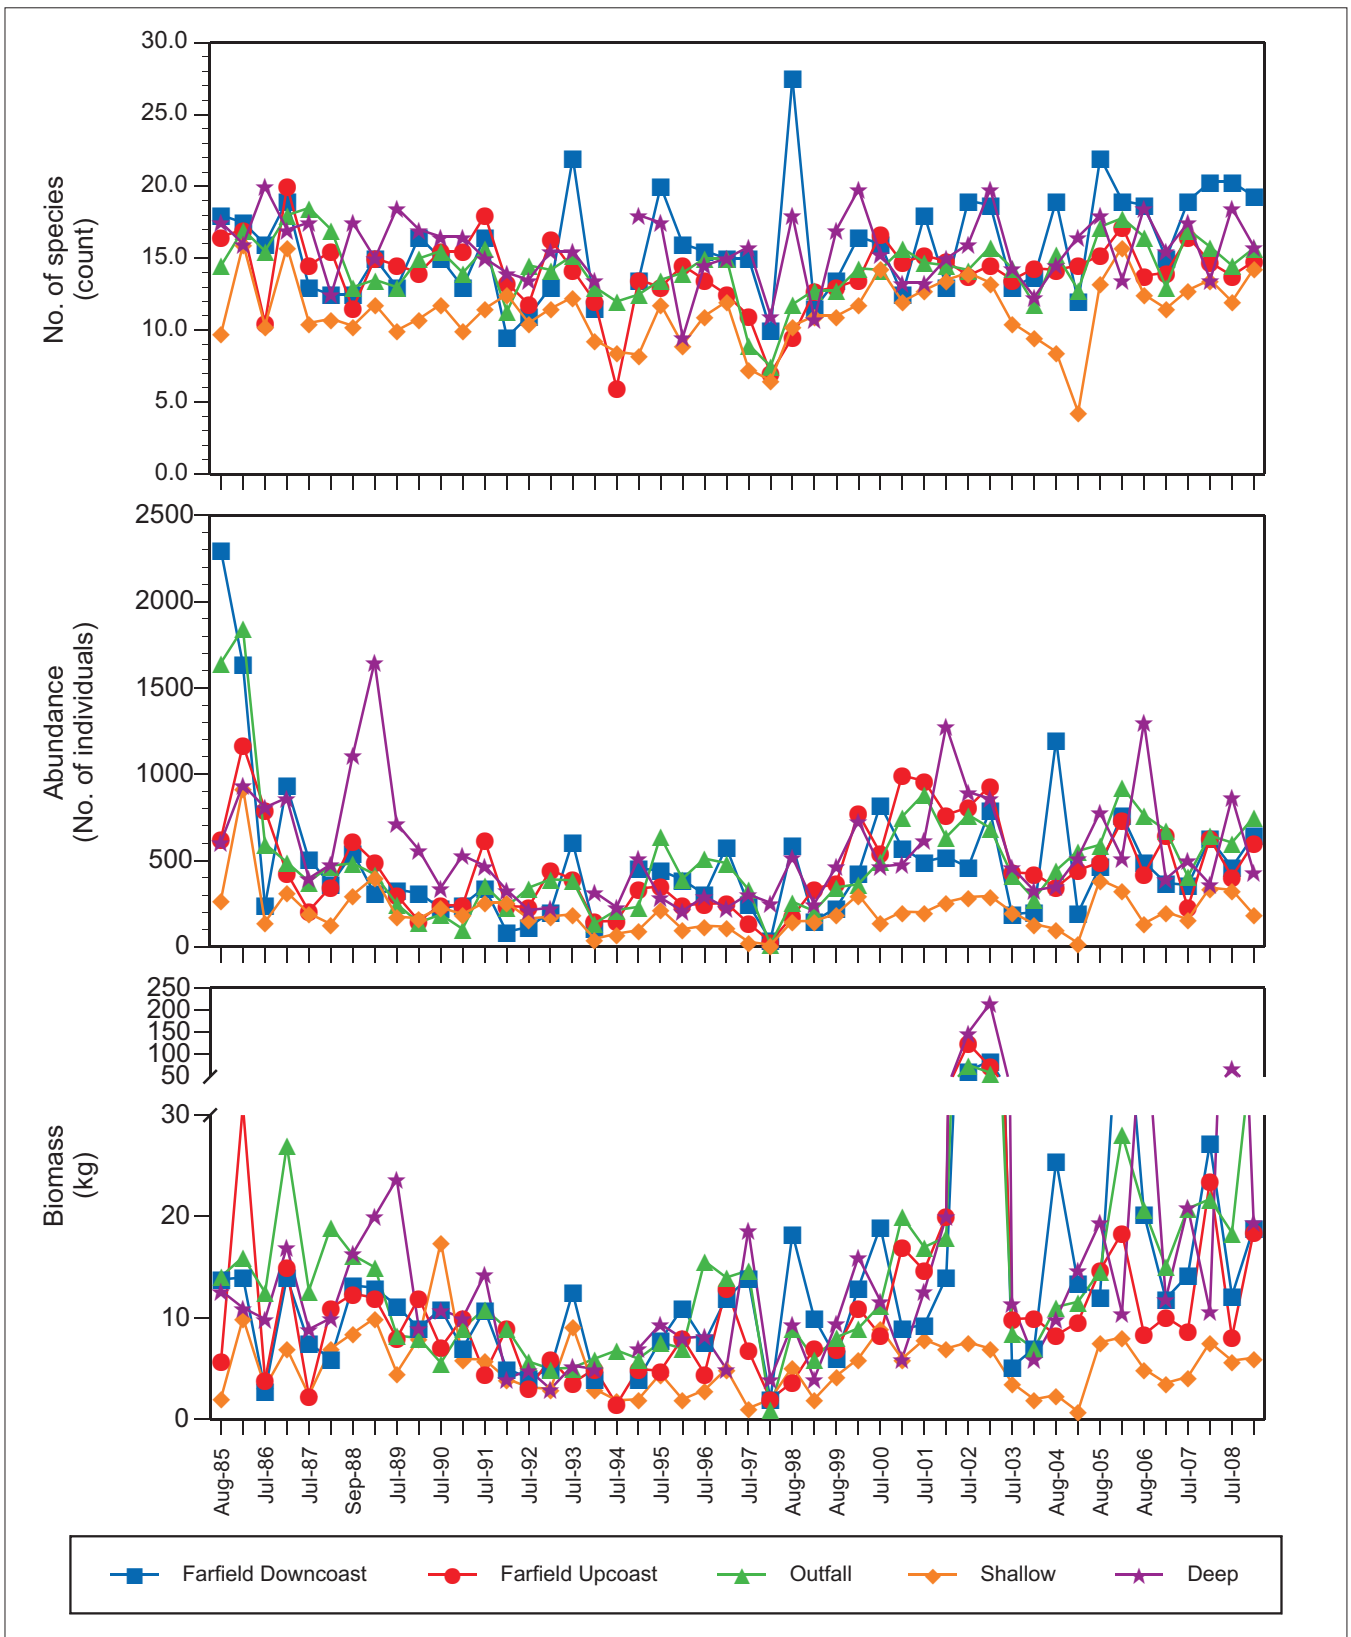 30.0
25.0
20.0
15.0
10.0
5.0
0.0
No. of species
(count)
2500
2000
1500
1000
500
0
Abundance
(No. of individuals)
250
200
150
100
50
30
20
10
0
Biomass
(kg)
Aug-85
Jul-86
Jul-87
Sep-88
Jul-89
Jul-90
Jul-91
Jul-92
Jul-93
Jul-94
Jul-95
Jul-96
Jul-97
Aug-98
Aug-99
Jul-00
Jul-01
Jul-02
Jul-03
Aug-04
Aug-05
Aug-06
Jul-07
Jul-08
Farfield Downcoast Farfield Upcoast Outfall Shallow Deep